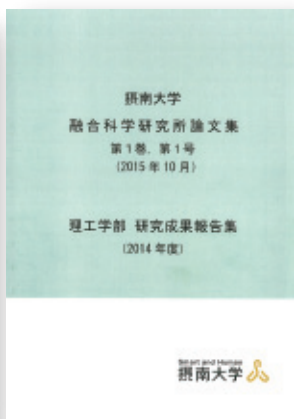 摂南大学
融合科学研究所論文集
第1巻，第1号
(2015年10月)
理工学部 研究成果報告集
(2014年度)
Smart and Human
摂南大学